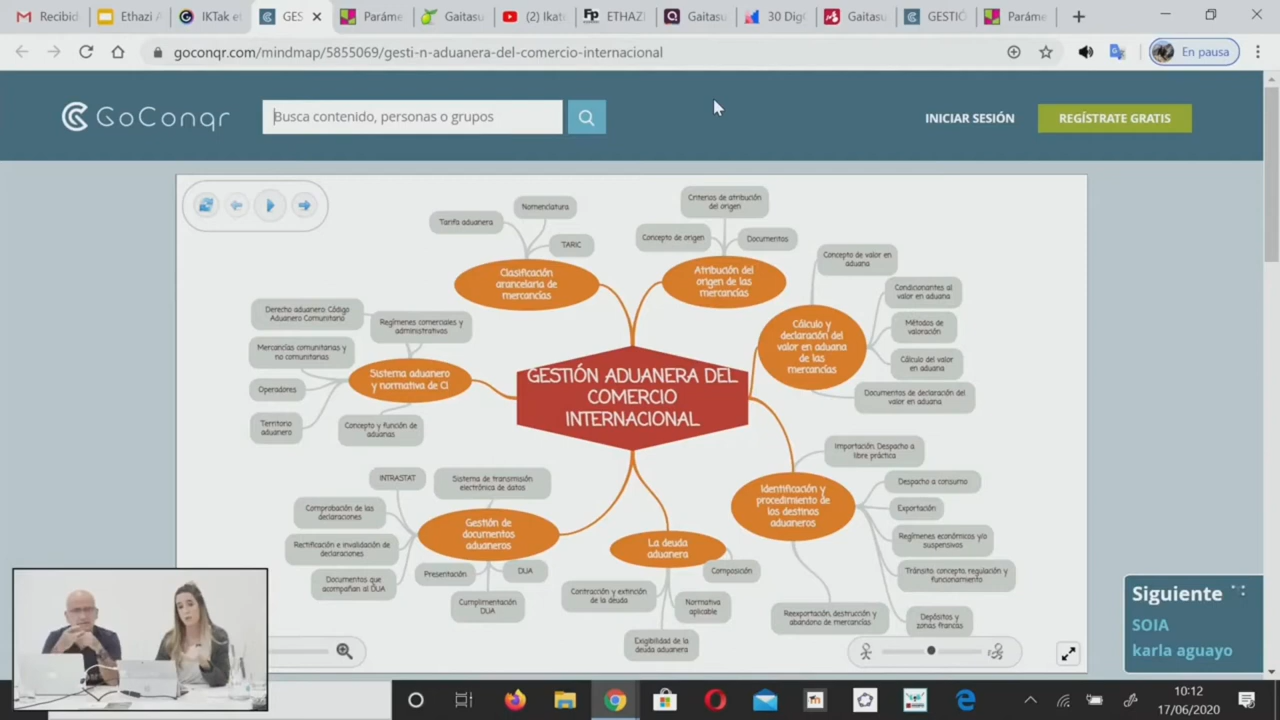 Recibid
Ethazi A
IKTak et
GES
Paráme
Gaitasu
(2) Ikat
ETHAZI
Gaitasu
30 Digi
Gaitasu
GESTIÓ
Paráme
goconqr.com/mindmap/5855069/gesti-n-aduanera-del-comercio-internacional
En pausa
GoConqr
Busca contenido, personas o grupos
INICIAR SESIÓN
REGÍSTRATE GRATIS
Tarifa aduanera
Nomenclatura
TARIC
Clasificación
arancelaria de
mercancías
Criterios de atribución
del origen
Concepto de origen
Documentos
Atribución del
origen de las
mercancías
Concepto de valor en
aduana
Condicionantes al
valor en aduana
Métodos de
valoración
Cálculo del valor
en aduana
Documentos de declaración del
valor en aduana
Cálculo y
declaración del
valor en aduana
de las
mercancías
Derecho aduanero: Código
Aduanero Comunitario
Regímenes comerciales y
administrativos
Mercancías comunitarias y
no comunitarias
Operadores
Territorio
aduanero
Concepto y función de
aduanas
Sistema aduanero
y normativa de CI
GESTIÓN ADUANERA DEL
COMERCIO
INTERNACIONAL
Importación. Despacho a
libre práctica
Despacho a consumo
Exportación
Regímenes económicos y/o
suspensivos
Tránsito: concepto, regulación y
funcionamiento
Depósitos y
zonas francas
Reexportación, destrucción y
abandono de mercancías
Identificación y
procedimiento de
los destinos
aduaneros
INTRASTAT
Sistema de transmisión
electrónica de datos
Comprobación de las
declaraciones
Rectificación e invalidación de
declaraciones
Documentos que
acompañan al DUA
Presentación
DUA
Cumplimentación
DUA
Gestión de
documentos
aduaneros
La deuda
aduanera
Composición
Contracción y extinción
de la deuda
Normativa
aplicable
Exigibilidad de la
deuda aduanera
Siguiente
SOIA
karla aguayo
10:12
17/06/2020